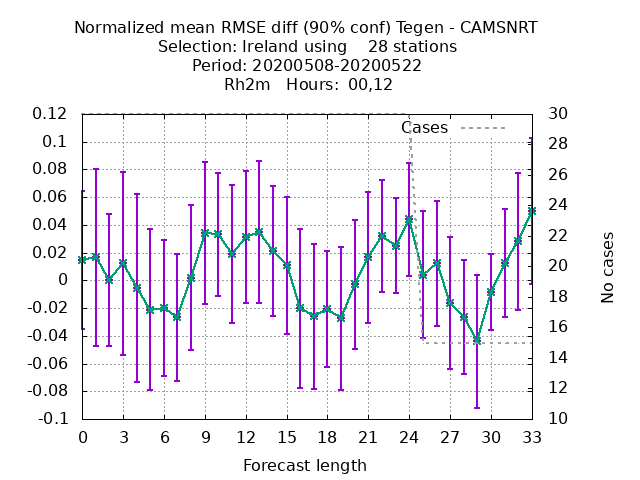 Normalized mean RMSE diff (90% conf) Tegen - CAMSNRT
Selection: Ireland using    28 stations
Period: 20200508-20200522
Rh2m   Hours:  00,12
0.12
0.1
0.08
0.06
0.04
0.02
0
-0.02
-0.04
-0.06
-0.08
-0.1
Cases
30
28
26
24
22
20
18
16
14
12
10
No cases
0 3 6 9 12 15 18 21 24 27 30 33
Forecast length